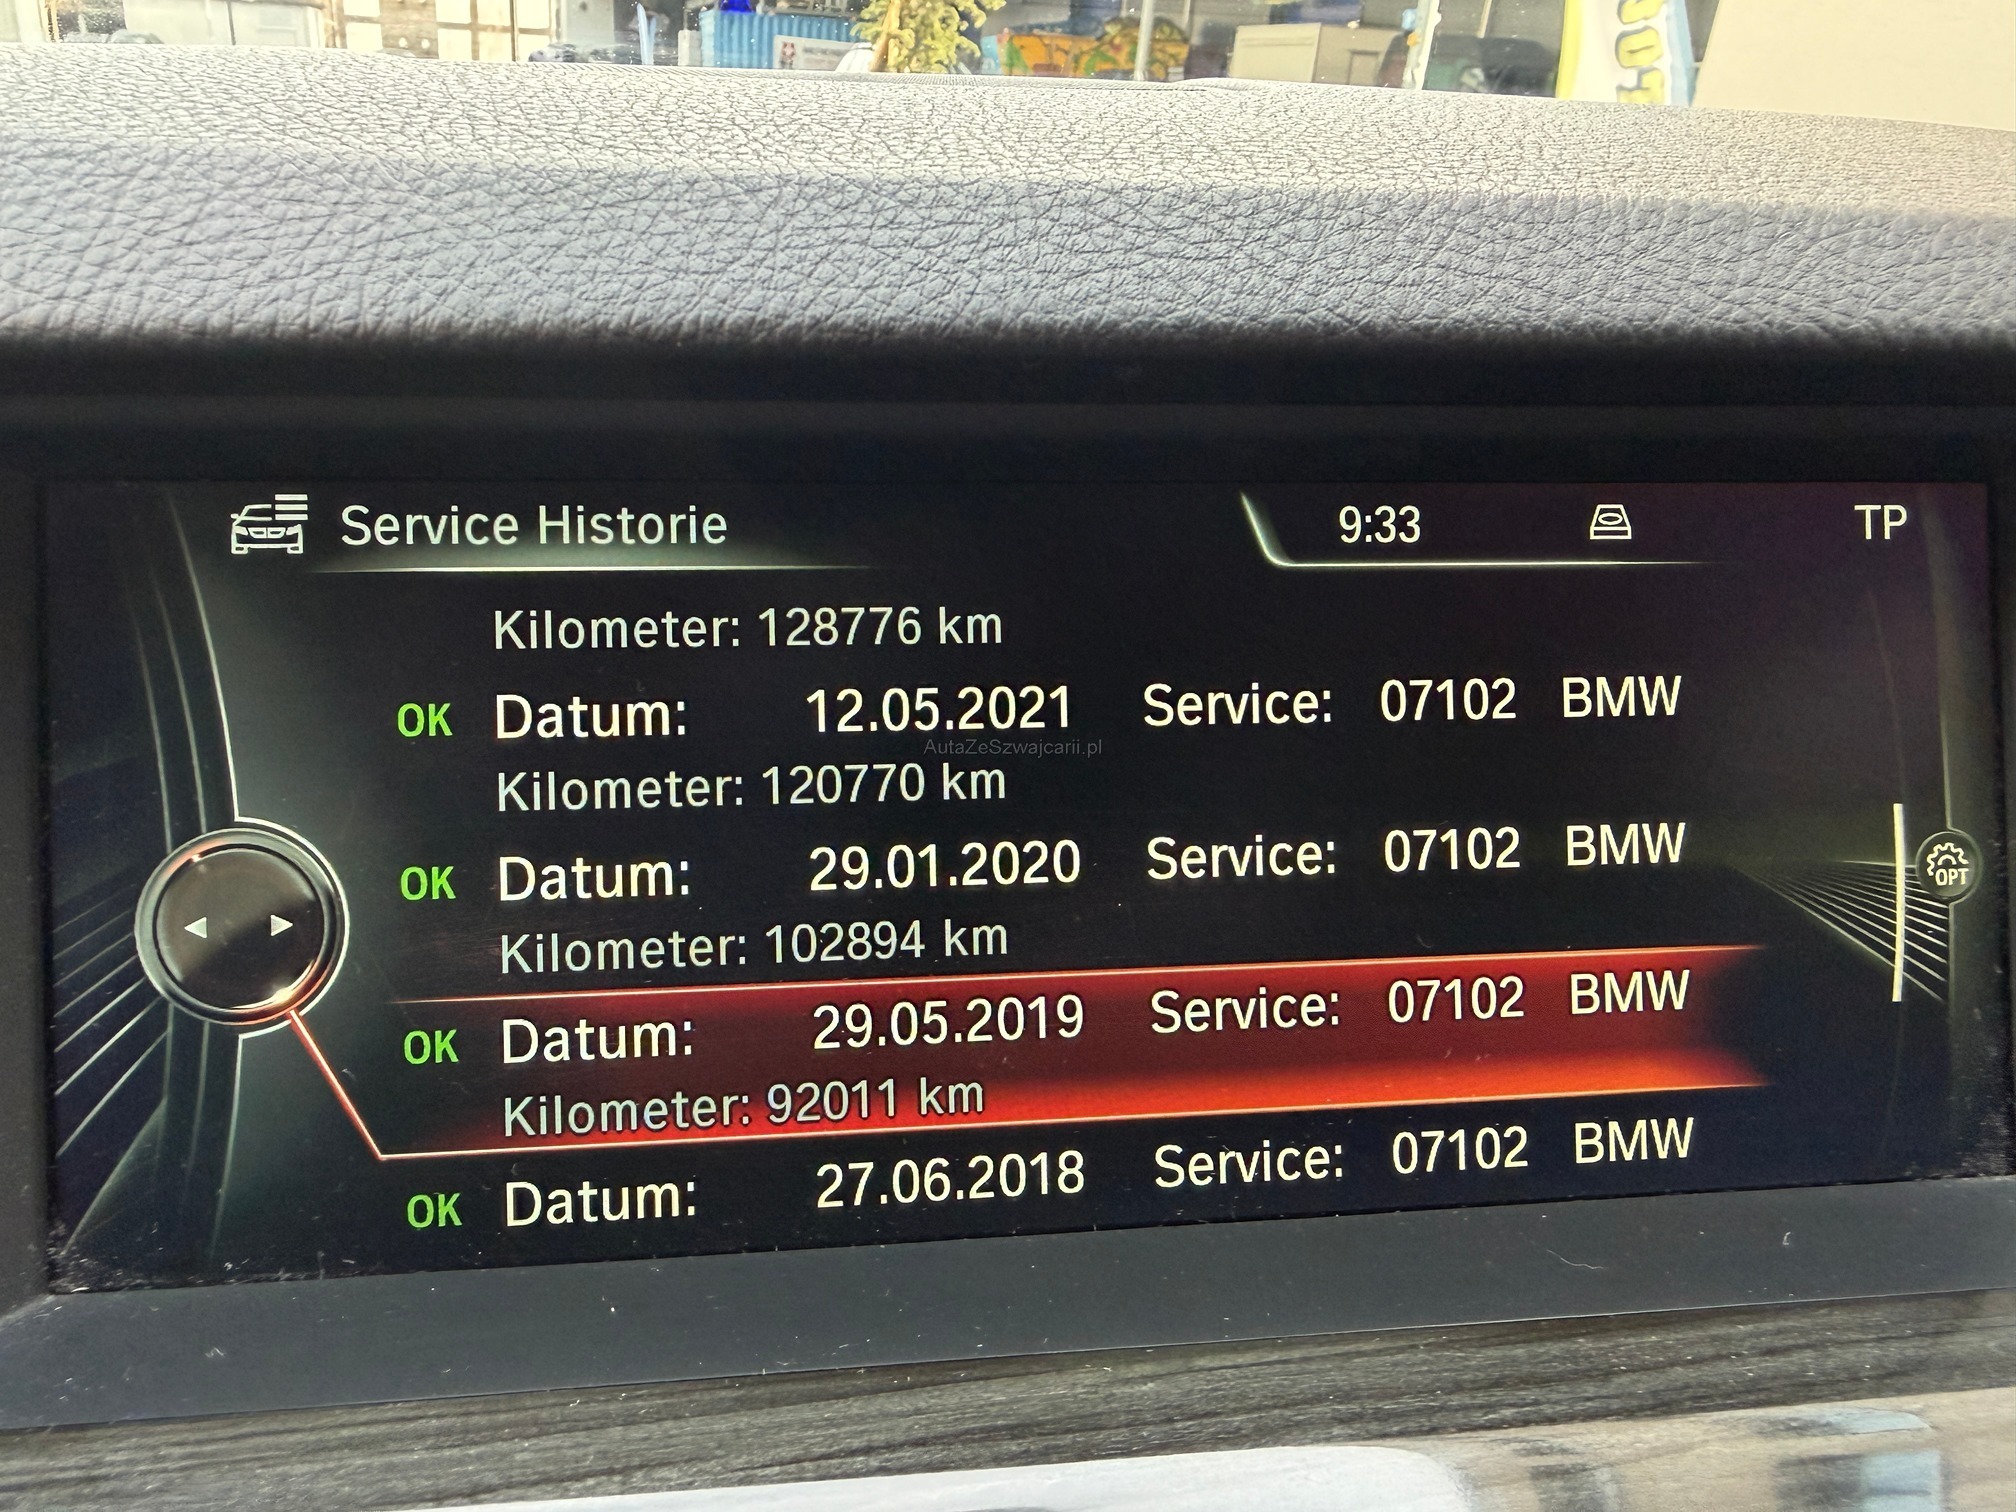 Service Historie 9:33 TP
Kilometer: 128776 km
OK Datum: 12.05.2021 Service: 07102 BMW
AutaZeSzwajcarii.pl
Kilometer: 120770 km
OK Datum: 29.01.2020 Service: 07102 BMW
OPT
Kilometer: 102894 km
OK Datum: 29.05.2019 Service: 07102 BMW
Kilometer: 92011 km
OK Datum: 27.06.2018 Service: 07102 BMW